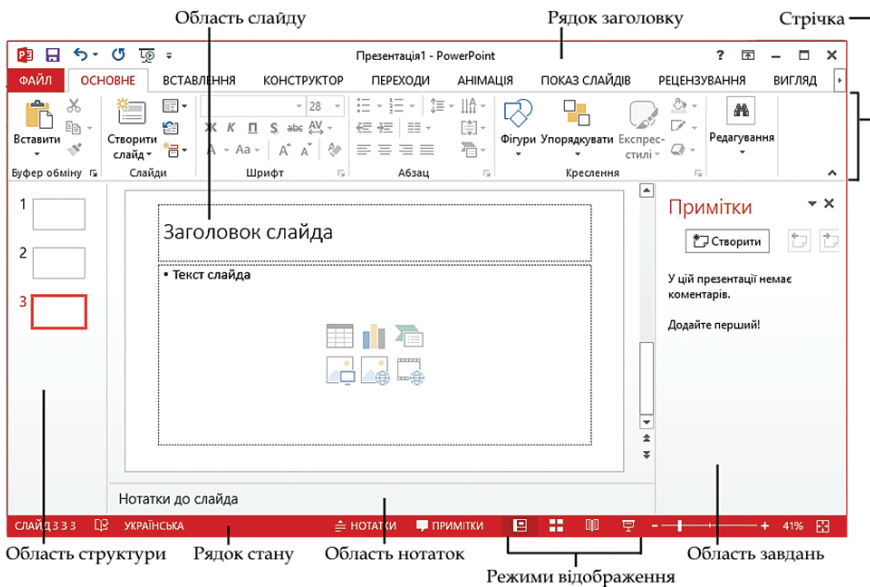 Область слайду Рядок заголовку Стрічка
Презентація1 - PowerPoint ?
ФАЙЛ ОСНОВНЕ ВСТАВЛЕННЯ КОНСТРУКТОР ПЕРЕХОДИ АНІМАЦІЯ ПОКАЗ СЛАЙДІВ РЕЦЕНЗУВАННЯ ВИГЛЯД
28
Ж К П S abc AV
A Aa A A
Вставити Створити слайд Фігури Упорядкувати Експрес-стилі Редагування
Буфер обміну Слайди Шрифт Абзац Креслення
1
2
3
Заголовок слайда
• Текст слайда
Примітки
Створити
У цій презентації немає
коментарів.
Додайте перший!
Нотатки до слайда
СЛАЙД 3 З 3 УКРАЇНСЬКА НОТАТКИ ПРИМІТКИ - + 41%
Область структури Рядок стану Область нотаток Область завдань
Режими відображення